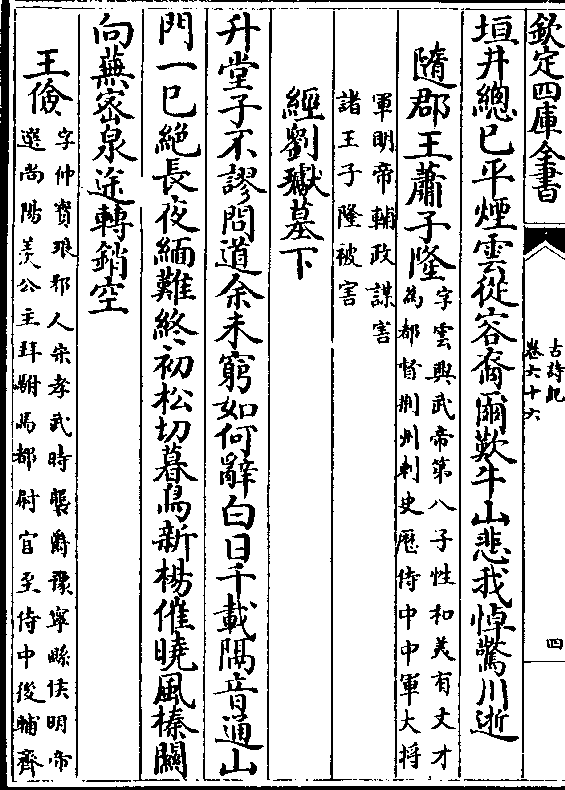 欽定四庫全書
古詩紀
卷六十六
四
垣井總已平煙雲從容裔爾歎牛山悲我悼驚川逝
隨郡王蕭子隆
字雲興武帝第八子性和美有文才
為都督荆州刺史歷侍中中軍大將
軍明帝輔政謀害
諸王子隆被害
經劉瓛墓下
升堂子不謬問道余未窮如何辭白日千載隔音通山
門一已絶長夜緬難終初松切暮鳥新楊催曉風榛關
向蕪密泉途轉銷空
王儉
字仲寳琅邪人宋孝武時襲爵豫寧縣侯明帝
選尚陽羨公主拜駙馬都尉官至侍中後輔齊